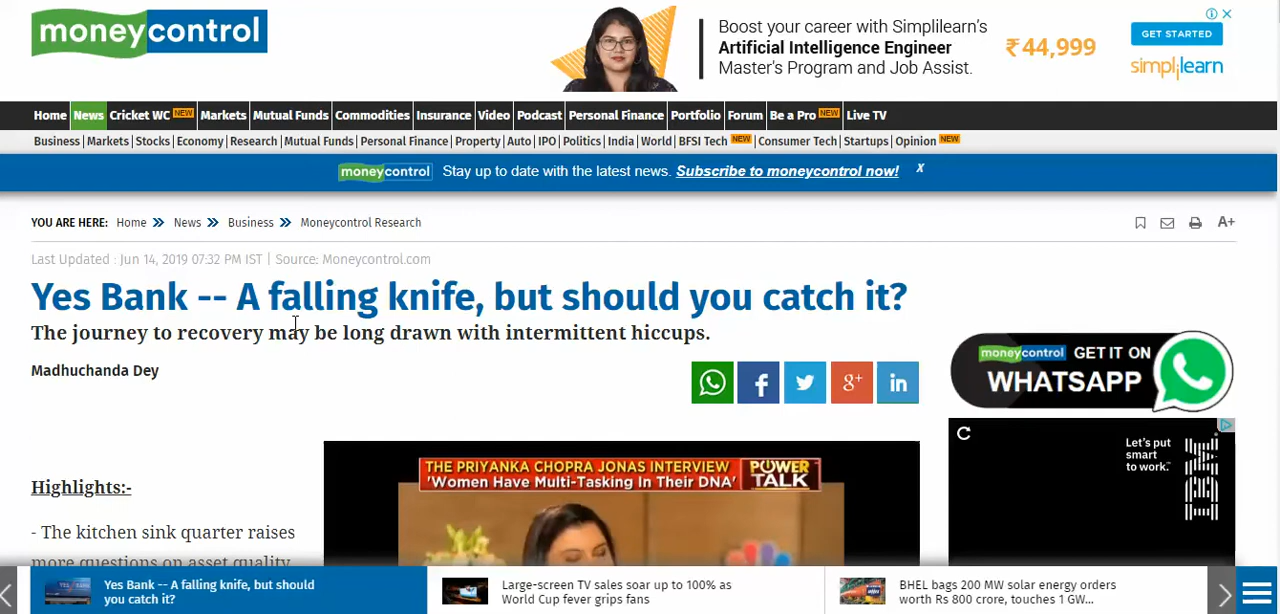 moneycontrol
Boost your career with Simplilearn's
Artificial Intelligence Engineer
Master's Program and Job Assist.
₹44,999
GET STARTED
simplilearn
Home News Cricket WC NEW Markets Mutual Funds Commodities Insurance Video Podcast Personal Finance Portfolio Forum Be a Pro NEW Live TV
Business | Markets | Stocks | Economy | Research | Mutual Funds | Personal Finance | Property | Auto | IPO | Politics | India | World | BFSI Tech NEW | Consumer Tech | Startups | Opinion NEW
moneycontrol Stay up to date with the latest news. Subscribe to moneycontrol now! X
YOU ARE HERE: Home » News » Business » Moneycontrol Research
A+
Last Updated : Jun 14, 2019 07:32 PM IST | Source: Moneycontrol.com
Yes Bank -- A falling knife, but should you catch it?
The journey to recovery may be long drawn with intermittent hiccups.
Madhuchanda Dey
moneycontrol GET IT ON
WHATSAPP
Let's put
smart
to work.™
IBM
THE PRIYANKA CHOPRA JONAS INTERVIEW
'Women Have Multi-Tasking In Their DNA'
POWER
TALK
Highlights:-
- The kitchen sink quarter raises
more questions on asset quality
Yes Bank -- A falling knife, but should
you catch it?
Large-screen TV sales soar up to 100% as
World Cup fever grips fans
BHEL bags 200 MW solar energy orders
worth Rs 800 crore, touches 1 GW...